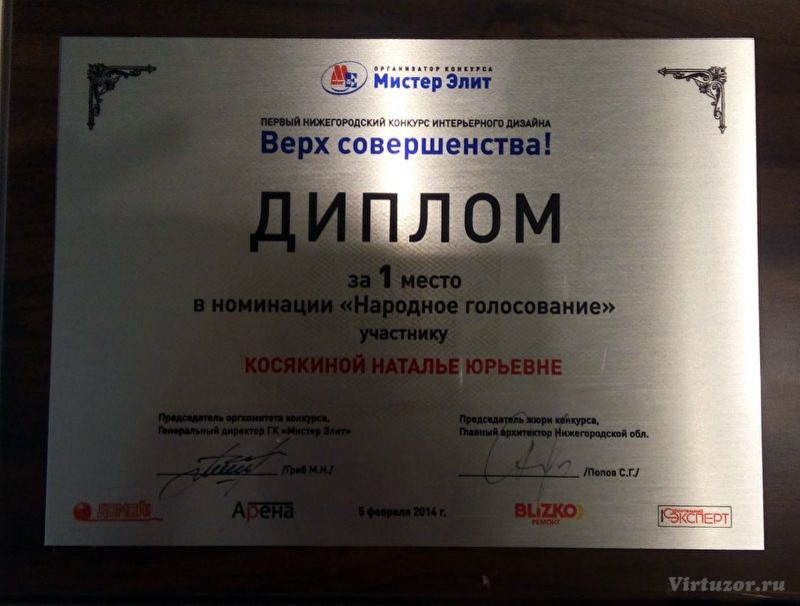 ОРГАНИЗАТОР КОНКУРСА
Мистер Элит
ПЕРВЫЙ НИЖЕГОРОДСКИЙ КОНКУРС ИНТЕРЬЕРНОГО ДИЗАЙНА
Верх совершенства!
ДИПЛОМ
за 1 место
в номинации «Народное голосование»
участнику
КОСЯКИНОЙ НАТАЛЬЕ ЮРЬЕВНЕ
Председатель оргкомитета конкурса,
Генеральный директор ГК «Мистер Элит»
/Гриб М.Н./
Председатель жюри конкурса,
Главный архитектор Нижегородской обл.
/Попов С.Г./
Арена
5 февраля 2014 г.
BLIZKO
РЕМОНТ
ЭКСПЕРТ
Virtuzor.ru